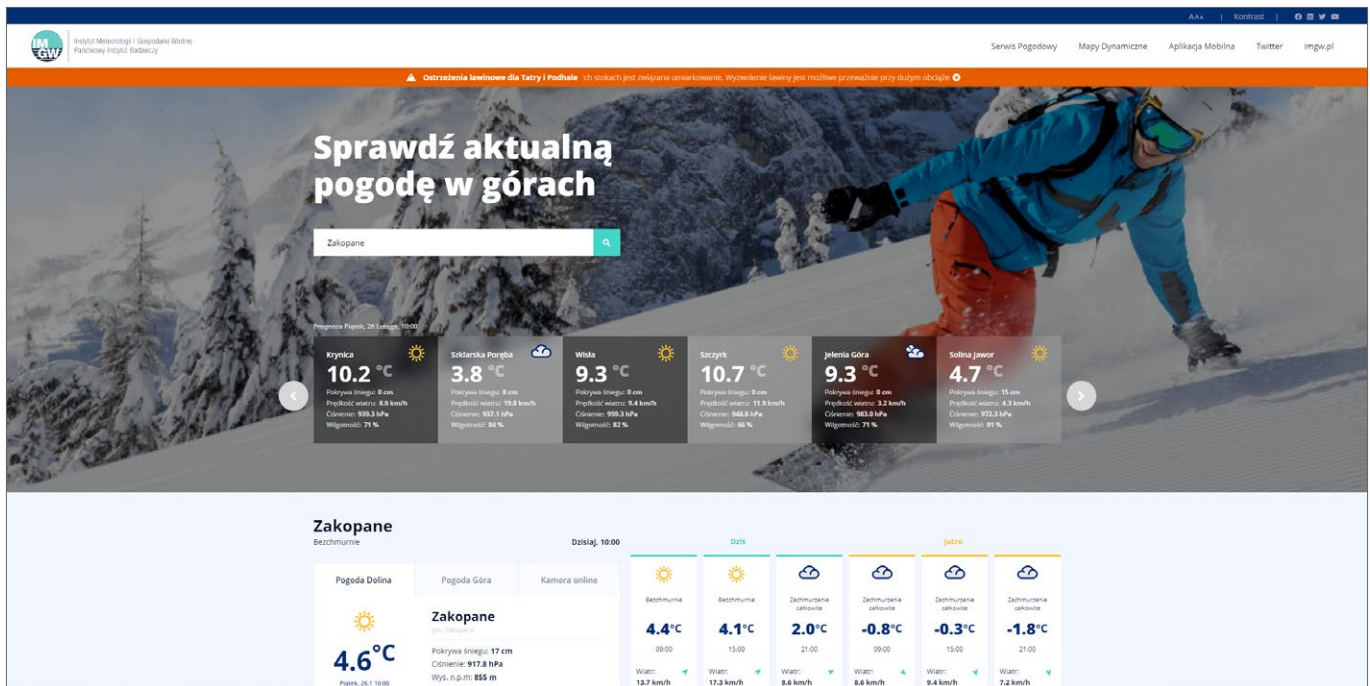 AAA | Kontrast |
IMGW
Instytut Meteorologii i Gospodarki Wodnej
Państwowy Instytut Badawczy
Serwis Pogodowy Mapy Dynamiczne Aplikacja Mobilna Twitter imgw.pl
Ostrzeżenia lawinowe dla Tatry i Podhale ch stokach jest związana umiarkowanie. Wyzwolenie lawiny jest możliwe przeważnie przy dużym obciąże
Sprawdź aktualną
pogodę w górach
Zakopane
Prognoza Piątek, 26 Lutego, 10:00
Krynica
10.2 °C
Pokrywa śniegu: 0 cm
Prędkość wiatru: 8.6 km/h
Ciśnienie: 939.3 hPa
Wilgotność: 71 %
Szklarska Poręba
3.8 °C
Pokrywa śniegu: 8 cm
Prędkość wiatru: 19.8 km/h
Ciśnienie: 937.1 hPa
Wilgotność: 84 %
Wisła
9.3 °C
Pokrywa śniegu: 0 cm
Prędkość wiatru: 9.4 km/h
Ciśnienie: 959.3 hPa
Wilgotność: 82 %
Szczyrk
10.7 °C
Pokrywa śniegu: 0 cm
Prędkość wiatru: 11.9 km/h
Ciśnienie: 948.8 hPa
Wilgotność: 66 %
Jelenia Góra
9.3 °C
Pokrywa śniegu: 0 cm
Prędkość wiatru: 3.2 km/h
Ciśnienie: 983.0 hPa
Wilgotność: 71 %
Solina Jawor
4.7 °C
Pokrywa śniegu: 15 cm
Prędkość wiatru: 4.3 km/h
Ciśnienie: 972.3 hPa
Wilgotność: 81 %
Zakopane
Bezchmurnie
Dzisiaj, 10:00
Pogoda Dolina Pogoda Góra Kamera online
4.6°C
Piątek, 26.1 10:00
Zakopane
gm. Zakopane
Pokrywa śniegu: 17 cm
Ciśnienie: 917.8 hPa
Wys. n.p.m: 855 m
Dziś
Jutro
Bezchmurnie
4.4°C
09:00
Wiatr:
13.7 km/h
Bezchmurnie
4.1°C
15:00
Wiatr:
17.3 km/h
Zachmurzenie
całkowite
2.0°C
21:00
Wiatr:
8.6 km/h
Zachmurzenie
całkowite
-0.8°C
09:00
Wiatr:
8.6 km/h
Zachmurzenie
całkowite
-0.3°C
15:00
Wiatr:
9.4 km/h
Zachmurzenie
całkowite
-1.8°C
21:00
Wiatr:
7.2 km/h